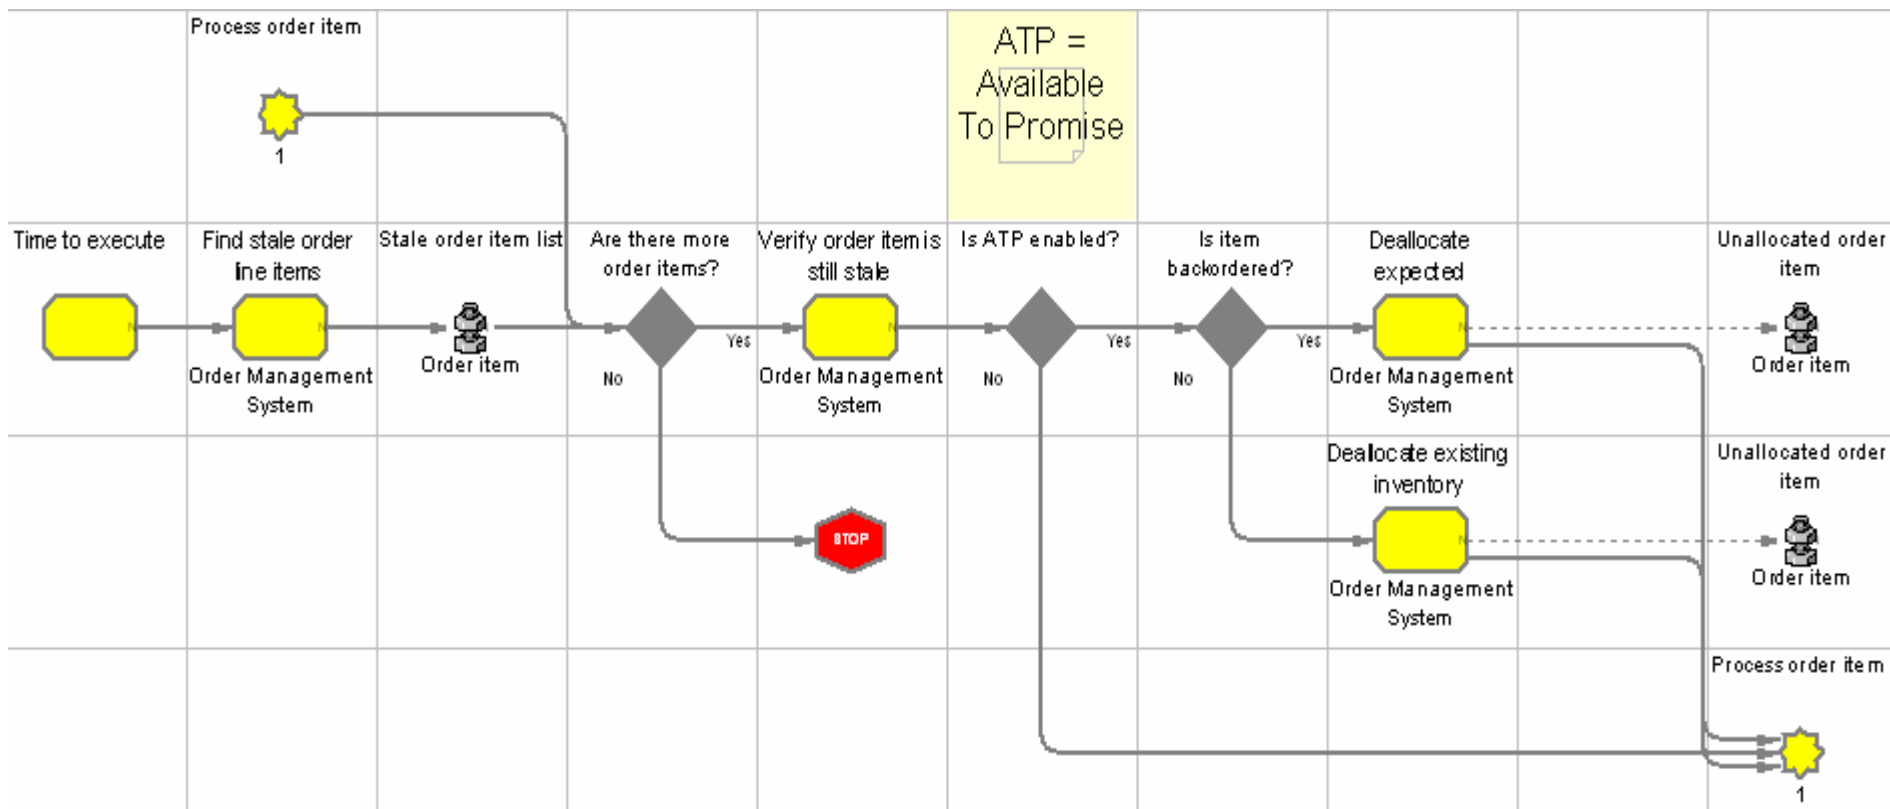 Process order item
1
ATP =
Available
To Promise
Time to execute
Find stale order
line items
Order Management
System
Stale order item list
Order item
Are there more
order items?
Yes
No
Verify order item is
still stale
Order Management
System
Is ATP enabled?
Yes
No
Is item
backordered?
Yes
No
Deallocate
expected
Order Management
System
Unallocated order
item
Order item
STOP
Deallocate existing
inventory
Order Management
System
Unallocated order
item
Order item
Process order item
1
N
N
N
N
N